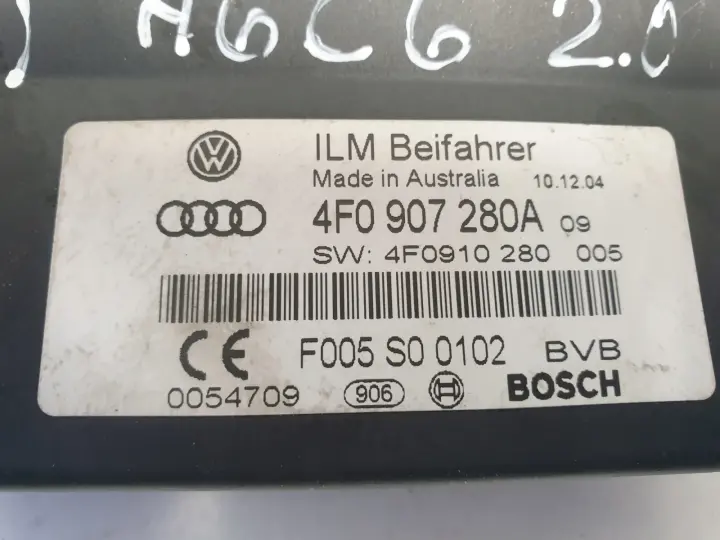 A6C6 2.0
ILM Beifahrer
Made in Australia 10.12.04
4F0 907 280A 09
SW: 4F0910 280 005
CE F005 S0 0102 BVB
0054709 906 BOSCH